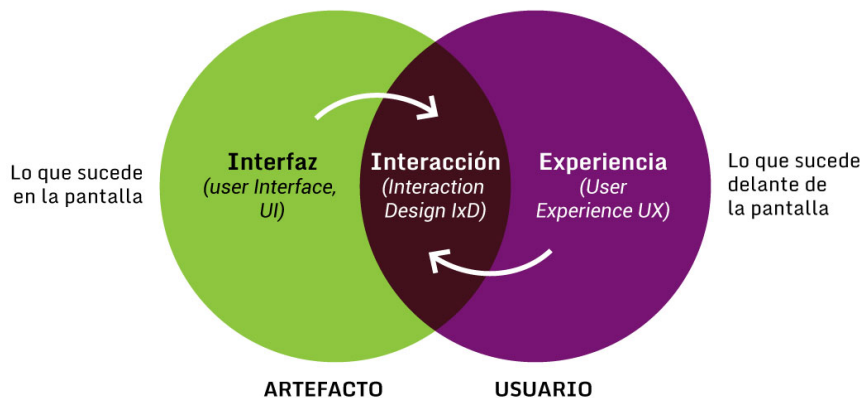 Lo que sucede
en la pantalla
Interfaz
(user Interface,
UI)
Interacción
(Interaction
Design IxD)
Experiencia
(User
Experience UX)
Lo que sucede
delante de
la pantalla
ARTEFACTO
USUARIO